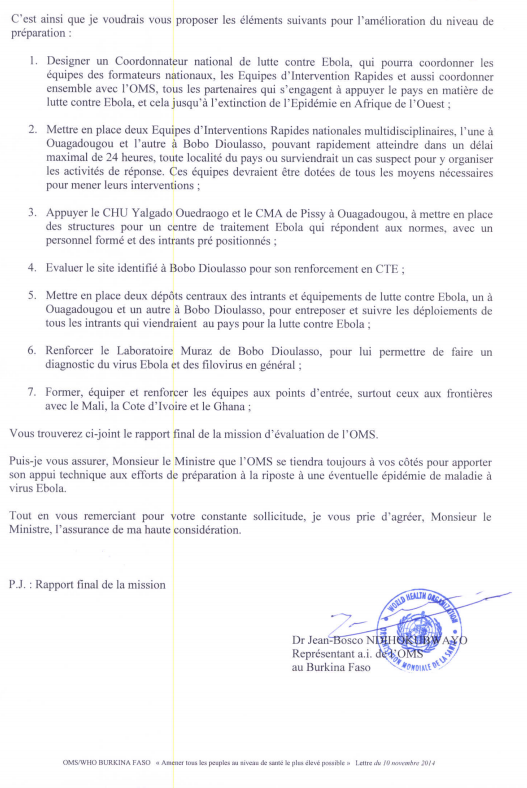 C'est ainsi que je voudrais vous proposer les éléments suivants pour l'amélioration du niveau de
préparation :
1. Designer un Coordonnateur national de lutte contre Ebola, qui pourra coordonner les
équipes des formateurs nationaux, les Equipes d'Intervention Rapides et aussi coordonner
ensemble avec l'OMS, tous les partenaires qui s'engagent à appuyer le pays en matière de
lutte contre Ebola, et cela jusqu'à l'extinction de l'Epidémie en Afrique de l'Ouest ;
2. Mettre en place deux Equipes d'Interventions Rapides nationales multidisciplinaires, l'une à
Ouagadougou et l'autre à Bobo Dioulasso, pouvant rapidement atteindre dans un délai
maximal de 24 heures, toute localité du pays ou surviendrait un cas suspect pour y organiser
les activités de réponse. Ces équipes devraient être dotées de tous les moyens nécessaires
pour mener leurs interventions ;
3. Appuyer le CHU Yalgado Ouedraogo et le CMA de Pissy à Ouagadougou, à mettre en place
des structures pour un centre de traitement Ebola qui répondent aux normes, avec un
personnel formé et des intrants pré positionnés ;
4. Evaluer le site identifié à Bobo Dioulasso pour son renforcement en CTE ;
5. Mettre en place deux dépôts centraux des intrants et équipements de lutte contre Ebola, un à
Ouagadougou et un autre à Bobo Dioulasso, pour entreposer et suivre les déploiements de
tous les intrants qui viendraient au pays pour la lutte contre Ebola ;
6. Renforcer le Laboratoire Muraz de Bobo Dioulasso, pour lui permettre de faire un
diagnostic du virus Ebola et des filovirus en général ;
7. Former, équiper et renforcer les équipes aux points d'entrée, surtout ceux aux frontières
avec le Mali, la Cote d'Ivoire et le Ghana ;
Vous trouverez ci-joint le rapport final de la mission d'évaluation de l'OMS.
Puis-je vous assurer, Monsieur le Ministre que l'OMS se tiendra toujours à vos côtés pour apporter
son appui technique aux efforts de préparation à la riposte à une éventuelle épidémie de maladie à
virus Ebola.
Tout en vous remerciant pour votre constante sollicitude, je vous prie d'agréer, Monsieur le
Ministre, l'assurance de ma haute considération.
P.J. : Rapport final de la mission
WORLD HEALTH ORGANIZATION
ORGANISATION MONDIALE DE LA SANTÉ
Dr Jean-Bosco NDIHOKUBWAYO
Représentant a.i. de l'OMS
au Burkina Faso
OMS/WHO BURKINA FASO « Amener tous les peuples au niveau de santé le plus élevé possible » Lettre du 10 novembre 2014